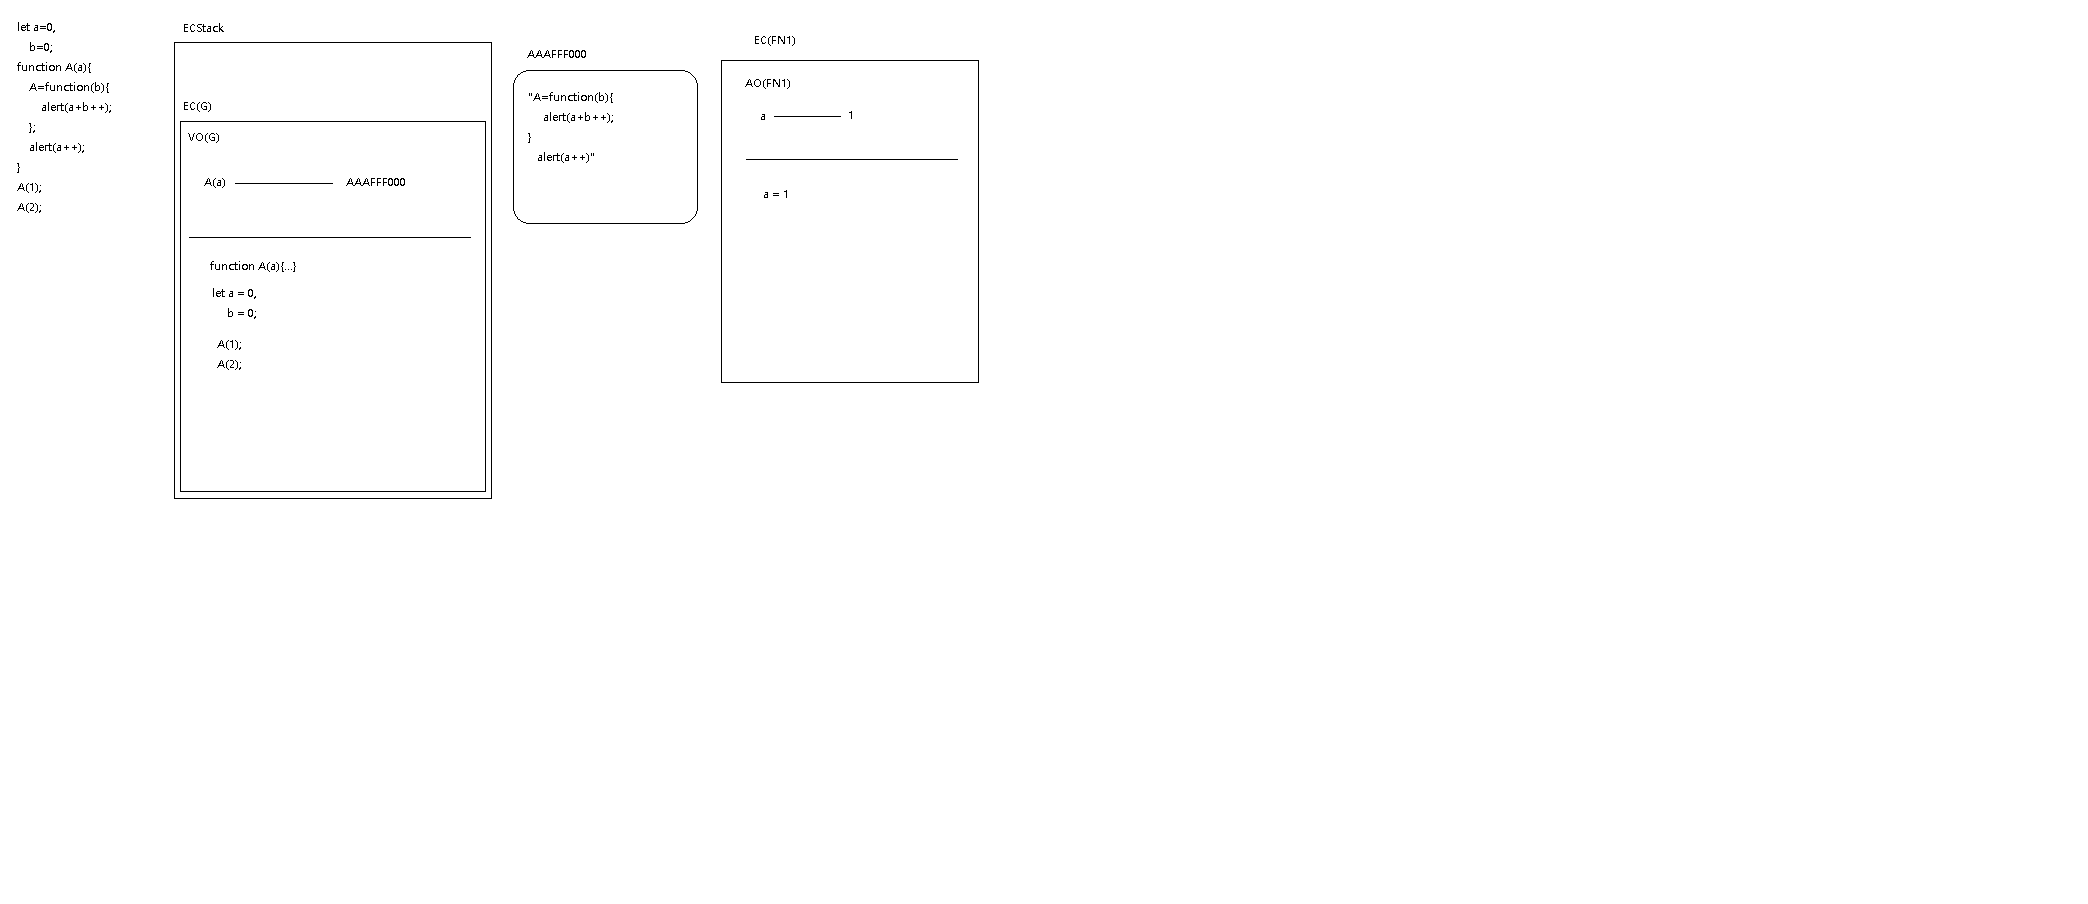 let a=0,
b=0;
function A(a){
A=function(b){
alert(a+b++);
};
alert(a++);
}
A(1);
A(2);
ECStack
EC(G)
VO(G)
A(a) AAAFFF000
function A(a){...}
let a = 0,
b = 0;
A(1);
A(2);
AAAFFF000
"A=function(b){
alert(a+b++);
}
alert(a++)"
EC(FN1)
AO(FN1)
a 1
a = 1